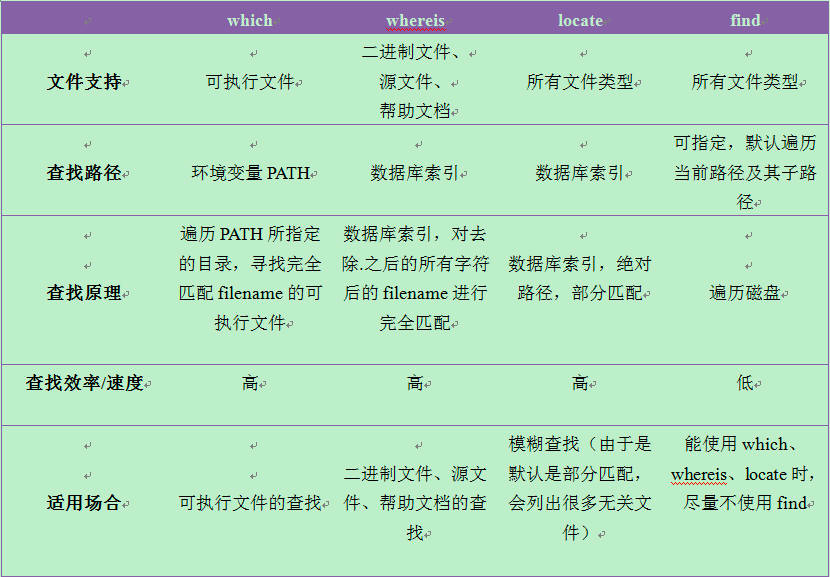 which whereis locate find
文件支持 可执行文件 二进制文件、
源文件、
帮助文档 所有文件类型 所有文件类型
查找路径 环境变量 PATH 数据库索引 数据库索引 可指定，默认遍历
当前路径及其子路
径
查找原理 遍历 PATH 所指定
的目录，寻找完全
匹配 filename 的可
执行文件 数据库索引，对去
除.之后的所有字符
后的 filename 进行
完全匹配 数据库索引，绝对
路径，部分匹配 遍历磁盘
查找效率/速度 高 高 高 低
适用场合 可执行文件的查找 二进制文件、源文
件、帮助文档的查
找 模糊查找（由于是
默认是部分匹配，
会列出很多无关文
件） 能使用 which、
whereis、locate 时，
尽量不使用 find